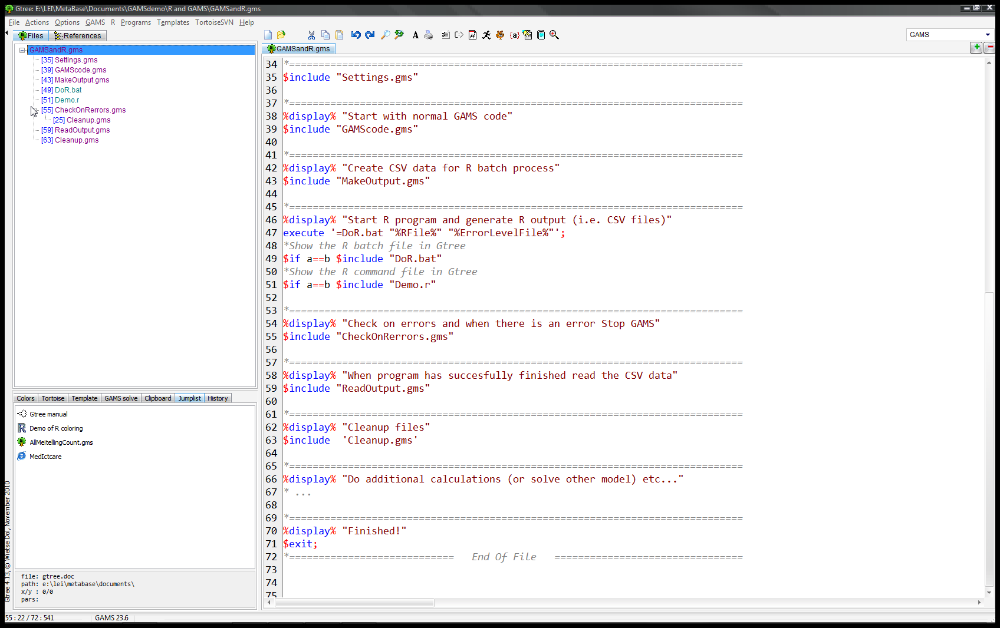 Gtree: E:\LEI\MetaBase\Documents\GAMSdemo\R and GAMS\GAMSandR.gms
File Actions Options GAMS R Programs Templates TortoiseSVN Help
Files References
GAMS
GAMSandR.gms
[35] Settings.gms
[39] GAMScode.gms
[43] MakeOutput.gms
[49] DoR.bat
[51] Demo.r
[55] CheckOnRerrors.gms
[25] Cleanup.gms
[59] ReadOutput.gms
[63] Cleanup.gms
Colors Tortoise Template GAMS solve Clipboard Jumplist History
Gtree manual
Demo of R coloring
AllMeitellingCount.gms
MedIctcare
file: gtree.doc
path: e:\lei\metabase\documents\
x/y : 0/0
pars:
Gtree 4.13, © Wietse Dol, November 2010
GAMSandR.gms
34 *=============================================================================
35 $include "Settings.gms"
36
37 *=============================================================================
38 %display% "Start with normal GAMS code"
39 $include "GAMScode.gms"
40
41 *=============================================================================
42 %display% "Create CSV data for R batch process"
43 $include "MakeOutput.gms"
44
45 *=============================================================================
46 %display% "Start R program and generate R output (i.e. CSV files)"
47 execute '=DoR.bat "%RFile%" "%ErrorLevelFile%"';
48 *Show the R batch file in Gtree
49 $if a==b $include "DoR.bat"
50 *Show the R command file in Gtree
51 $if a==b $include "Demo.r"
52
53 *=============================================================================
54 %display% "Check on errors and when there is an error Stop GAMS"
55 $include "CheckOnRerrors.gms"
56
57 *=============================================================================
58 %display% "When program has succesfully finished read the CSV data"
59 $include "ReadOutput.gms"
60
61 *=============================================================================
62 %display% "Cleanup files"
63 $include  'Cleanup.gms'
64
65 *=============================================================================
66 %display% "Do additional calculations (or solve other model) etc..."
67 * ...
68
69 *=============================================================================
70 %display% "Finished!"
71 $exit;
72 *============================   End Of File   ================================
73
74
75
55 : 22 / 72 : 541 GAMS 23.6